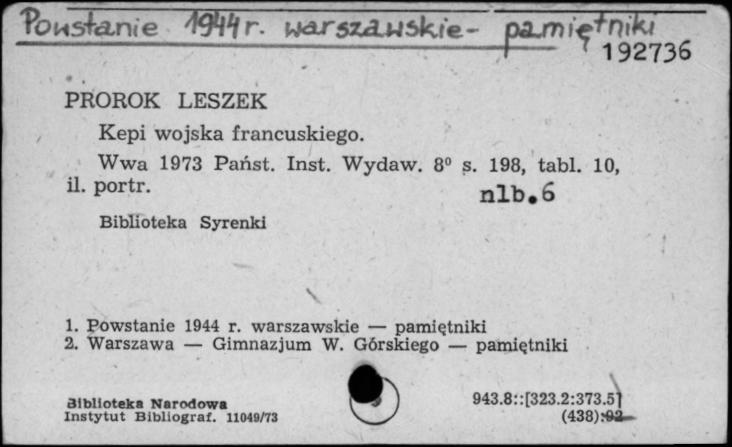 Powstanie 1944 r. warszawskie - pamiętniki
192736
PROROK LESZEK
Kepi wojska francuskiego.
Wwa 1973 Państ. Inst. Wydaw. 8⁰ s. 198, tabl. 10,
il. portr.
nlb.6
Biblioteka Syrenki
1. Powstanie 1944 r. warszawskie — pamiętniki
2. Warszawa — Gimnazjum W. Górskiego — pamiętniki
Biblioteka Narodowa
Instytut Bibliograf. 11049/73
943.8::[323.2:373.5]
(438):92